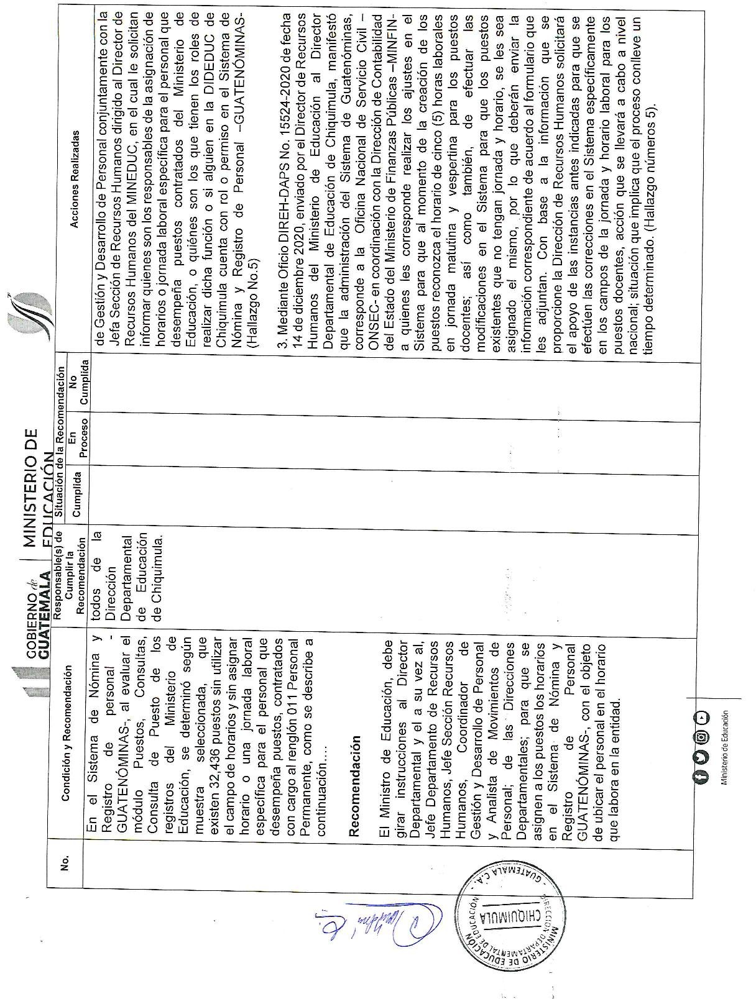 GOBIERNO de
GUATEMALA
MINISTERIO DE
EDUCACIÓN
No.
Condición y Recomendación
Responsable(s) de
Cumplir la
Recomendación
Situación de la Recomendación
Cumplida
En
Proceso
No
Cumplida
Acciones Realizadas
En el Sistema de Nómina y
Registro de personal -
GUATENÓMINAS-, al evaluar el
módulo Puestos, Consultas,
Consulta de Puesto de los
registros del Ministerio de
Educación, se determinó según
muestra seleccionada, que
existen 32,436 puestos sin utilizar
el campo de horarios y sin asignar
horario o una jornada laboral
específica para el personal que
desempeña puestos, contratados
con cargo al renglón 011 Personal
Permanente, como se describe a
continuación....
Recomendación
El Ministro de Educación, debe
girar instrucciones al Director
Departamental y el a su vez al,
Jefe Departamento de Recursos
Humanos, Jefe Sección Recursos
Humanos, Coordinador de
Gestión y Desarrollo de Personal
y Analista de Movimientos de
Personal; de las Direcciones
Departamentales; para que se
asignen a los puestos los horarios
en el Sistema de Nómina y
Registro de Personal
GUATENÓMINAS-, con el objeto
de ubicar el personal en el horario
que labora en la entidad.
todos de la
Dirección
Departamental
de Educación
de Chiquimula.
de Gestión y Desarrollo de Personal conjuntamente con la
Jefa Sección de Recursos Humanos dirigido al Director de
Recursos Humanos del MINEDUC, en el cual le solicitan
informar quienes son los responsables de la asignación de
horarios o jornada laboral específica para el personal que
desempeña puestos contratados del Ministerio de
Educación, o quiénes son los que tienen los roles de
realizar dicha función o si alguien en la DIDEDUC de
Chiquimula cuenta con rol o permiso en el Sistema de
Nómina y Registro de Personal –GUATENÓMINAS-
(Hallazgo No.5)
3. Mediante Oficio DIREH-DAPS No. 15524-2020 de fecha
14 de diciembre 2020, enviado por el Director de Recursos
Humanos del Ministerio de Educación al Director
Departamental de Educación de Chiquimula, manifestó
que la administración del Sistema de Guatenóminas,
corresponde a la Oficina Nacional de Servicio Civil –
ONSEC- en coordinación con la Dirección de Contabilidad
del Estado del Ministerio de Finanzas Públicas –MINFIN-
a quienes les corresponde realizar los ajustes en el
Sistema para que al momento de la creación de los
puestos reconozca el horario de cinco (5) horas laborales
en jornada matutina y vespertina para los puestos
docentes; así como también, de efectuar las
modificaciones en el Sistema para que los puestos
existentes que no tengan jornada y horario, se les sea
asignado el mismo, por lo que deberán enviar la
información correspondiente de acuerdo al formulario que
les adjuntan. Con base a la información que se
proporcione la Dirección de Recursos Humanos solicitará
el apoyo de las instancias antes indicadas para que se
efectúen las correcciones en el Sistema específicamente
en los campos de la jornada y horario laboral para los
puestos docentes, acción que se llevará a cabo a nivel
nacional; situación que implica que el proceso conlleve un
tiempo determinado. (Hallazgo números 5).
MINISTERIO DE EDUCACIÓN
DIRECCION DEPARTAMENTAL DE EDUCACIÓN
CHIQUIMULA
- GUATEMALA C.A. -
Ministerio de Educación